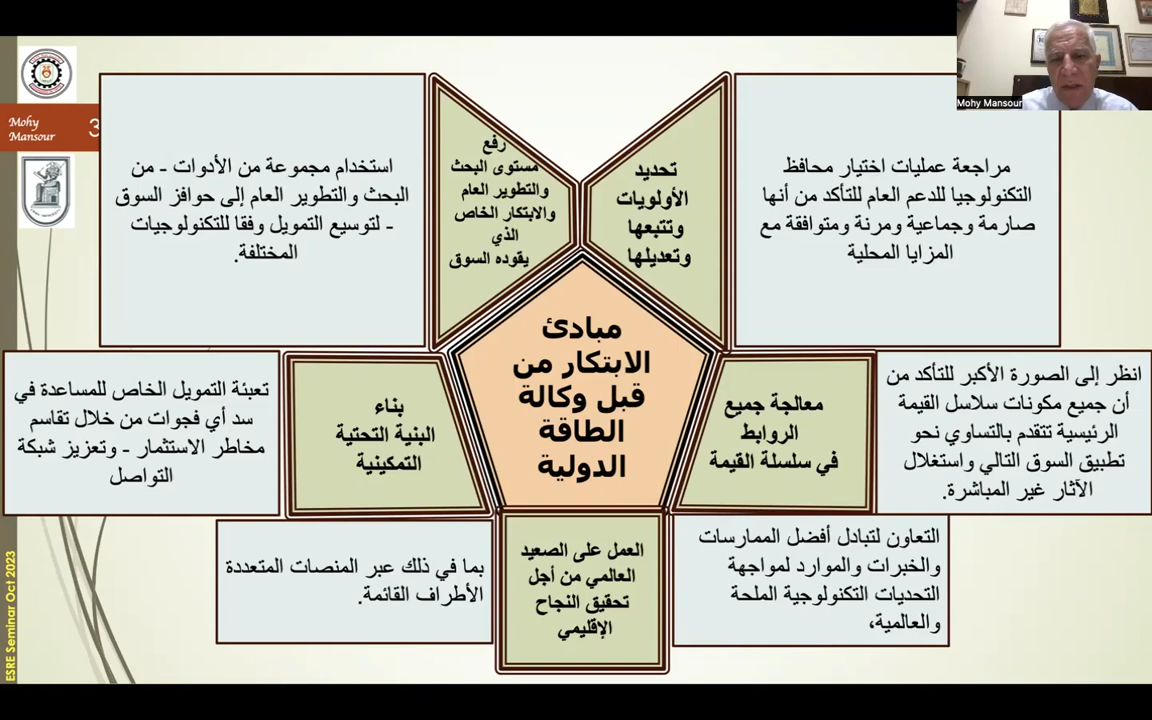 Mohy Mansour
Mohy
Mansour
3
تحديد
الأولويات
وتتبعها
وتعديلها
مراجعة عمليات اختيار محافظ
التكنولوجيا للدعم العام للتأكد من أنها
صارمة وجماعية ومرنة ومتوافقة مع
المزايا المحلية
رفع
مستوى البحث
والتطوير العام
والابتكار الخاص
الذي
يقوده السوق
استخدام مجموعة من الأدوات - من
البحث والتطوير العام إلى حوافز السوق
- لتوسيع التمويل وفقا للتكنولوجيات
المختلفة.
مبادئ
الابتكار من
قبل وكالة
الطاقة
الدولية
معالجة جميع
الروابط
في سلسلة القيمة
انظر إلى الصورة الأكبر للتأكد من
أن جميع مكونات سلاسل القيمة
الرئيسية تتقدم بالتساوي نحو
تطبيق السوق التالي واستغلال
الآثار غير المباشرة.
بناء
البنية التحتية
التمكينية
تعبئة التمويل الخاص للمساعدة في
سد أي فجوات من خلال تقاسم
مخاطر الاستثمار - وتعزيز شبكة
التواصل
العمل على الصعيد
العالمي من أجل
تحقيق النجاح
الإقليمي
التعاون لتبادل أفضل الممارسات
والخبرات والموارد لمواجهة
التحديات التكنولوجية الملحة
والعالمية،
بما في ذلك عبر المنصات المتعددة
الأطراف القائمة.
ESRE Seminar Oct 2023